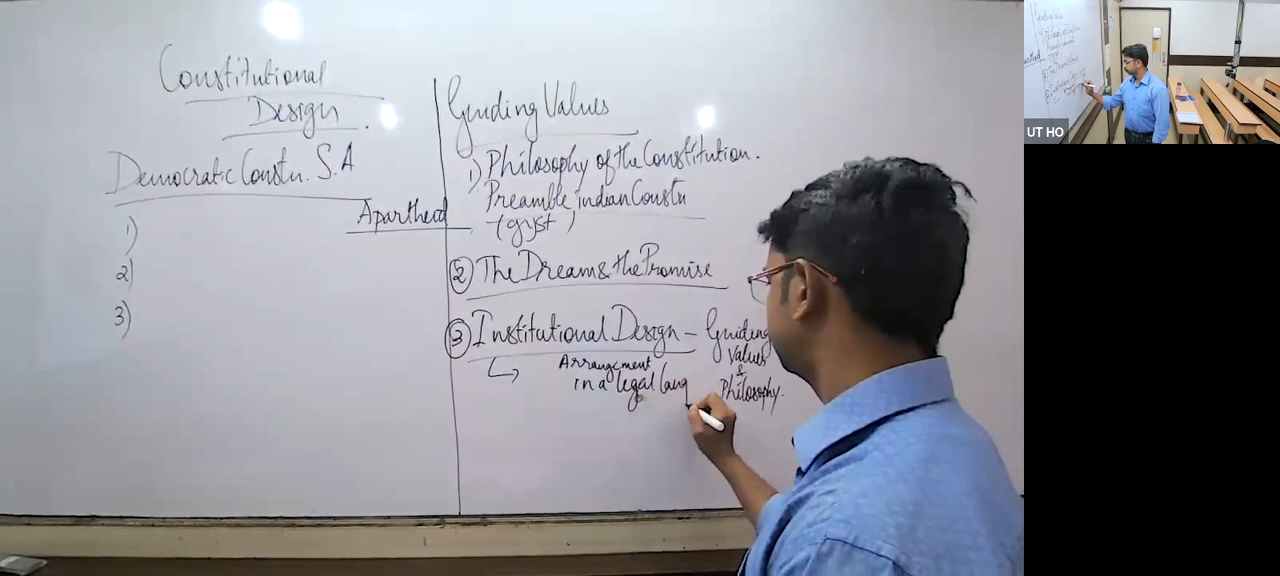 Constitutional
Design.
Democratic Constn. S.A
Apartheid
1)
2)
3)
Guiding Values
1) Philosophy of the Constitution.
Preamble, indian Constn
(gyst)
2 The Dream & the Promise
3 Institutional Design – Guiding
Values
&
Philosophy.
Arrangement
in a legal lang
UT HO